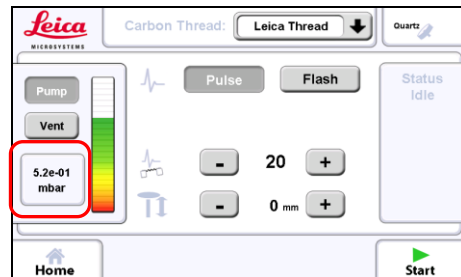 Leica
MICROSYSTEMS
Carbon Thread: Leica Thread
Quartz
Pump
Pulse Flash
Status
Idle
Vent
5.2e-01
mbar
- 20 +
- 0 mm +
Home
Start